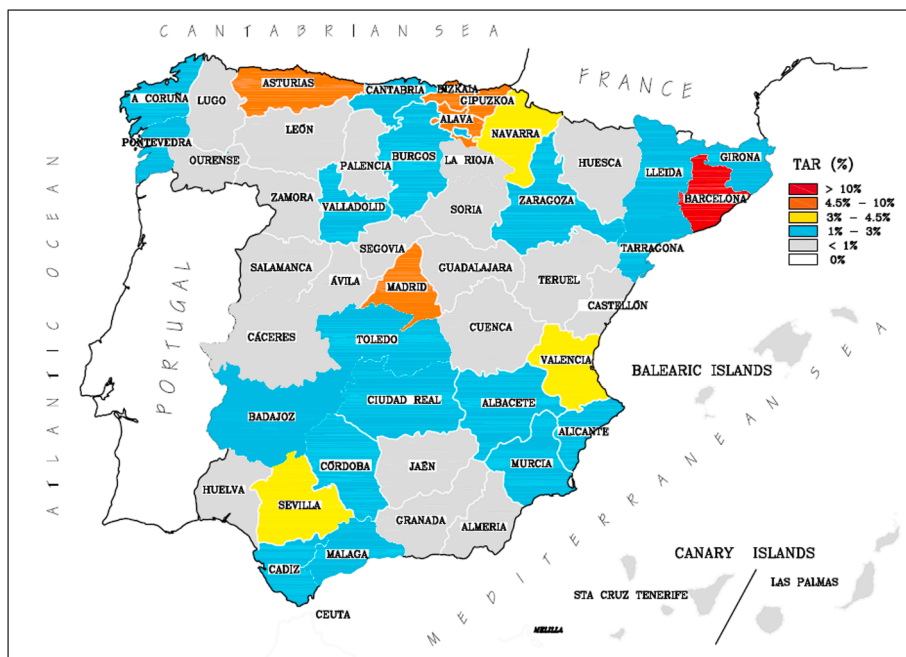 CANTABRIAN SEA
FRANCE
ATLANTIC OCEAN
PORTUGAL
MEDITERRANEAN SEA
A CORUÑA
LUGO
ASTURIAS
CANTABRIA
BIZKAIA
GIPUZKOA
ALAVA
NAVARRA
PONTEVEDRA
OURENSE
LEÓN
PALENCIA
BURGOS
LA RIOJA
HUESCA
LLEIDA
GIRONA
BARCELONA
ZAMORA
VALLADOLID
SORIA
ZARAGOZA
TARRAGONA
SALAMANCA
ÁVILA
SEGOVIA
MADRID
GUADALAJARA
TERUEL
CASTELLÓN
CÁCERES
TOLEDO
CUENCA
VALENCIA
BADAJOZ
CIUDAD REAL
ALBACETE
ALICANTE
HUELVA
SEVILLA
CÓRDOBA
JAÉN
MURCIA
GRANADA
ALMERIA
CADIZ
MALAGA
CEUTA
MELILLA
BALEARIC ISLANDS
CANARY ISLANDS
STA CRUZ TENERIFE
LAS PALMAS
TAR (%)
> 10%
4.5% – 10%
3% – 4.5%
1% – 3%
< 1%
0%